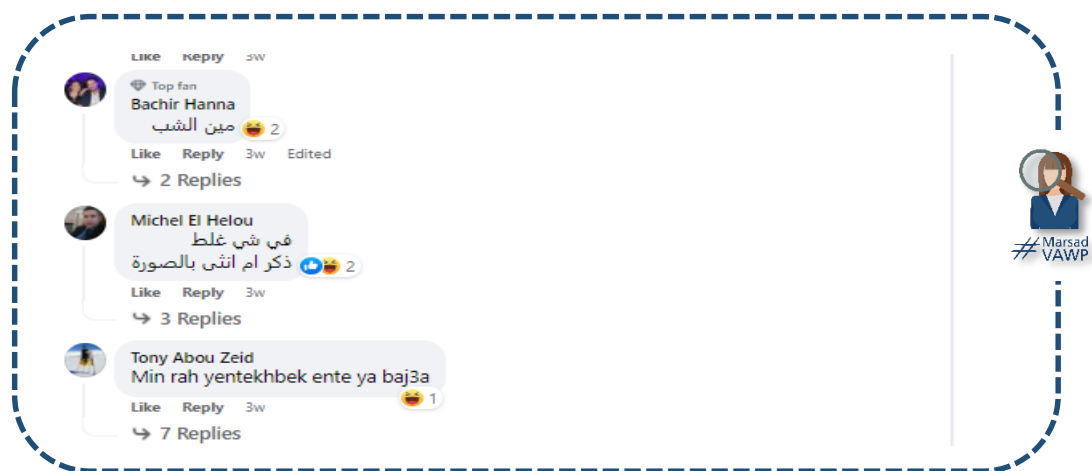 Like Reply 3w
Top fan
Bachir Hanna
مين الشب
2
Like Reply 3w Edited
2 Replies
Michel El Helou
في شي غلط
ذكر ام انثى بالصورة
2
Like Reply 3w
3 Replies
Tony Abou Zeid
Min rah yentekhbek ente ya baj3a
1
Like Reply 3w
7 Replies
#Marsad
VAWP